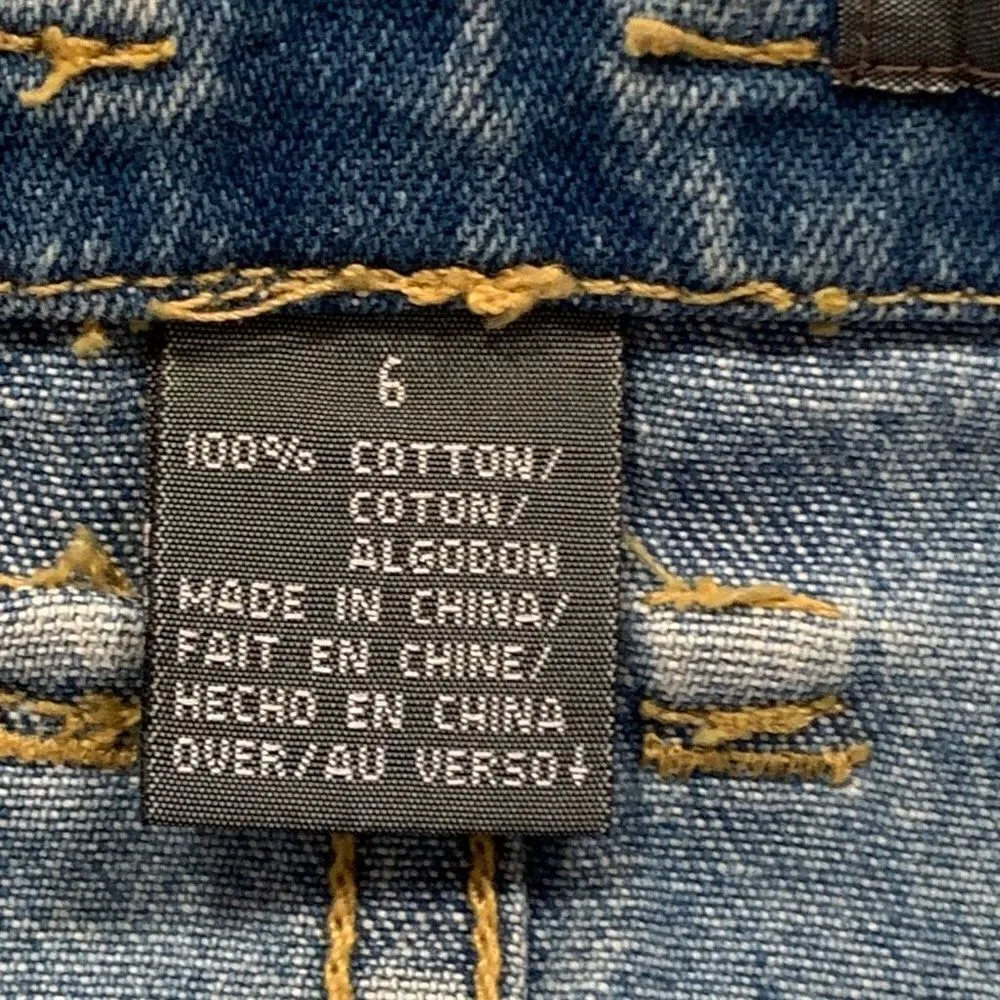 6
100% COTTON/
COTON/
ALGODON
MADE IN CHINA/
FAIT EN CHINE/
HECHO EN CHINA
OVER/AU VERSO↓